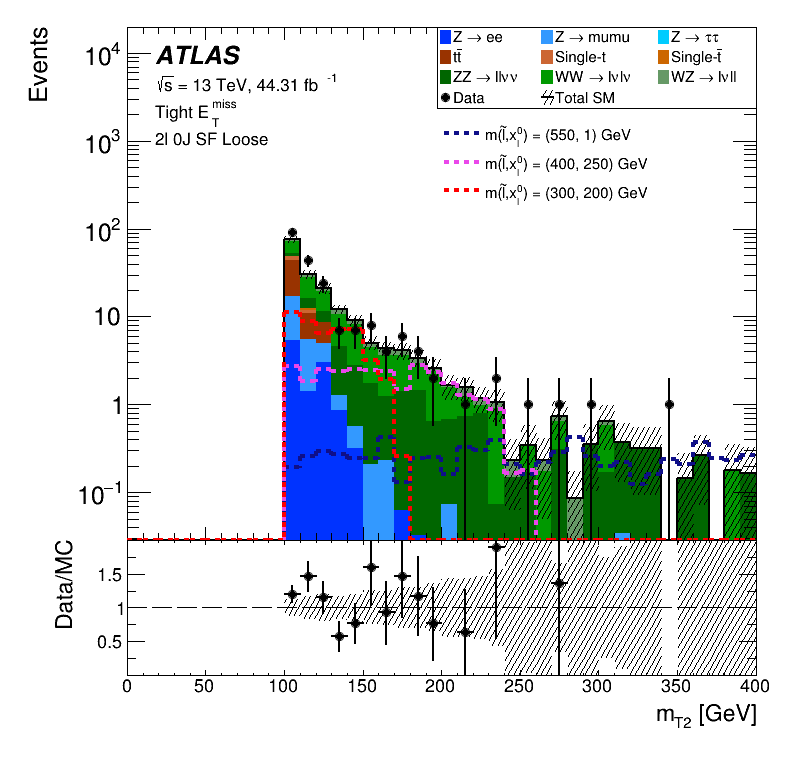 Events
10⁴
10³
10²
10
1
10⁻¹
ATLAS
√s = 13 TeV, 44.31 fb ⁻¹
Tight E_T^miss
2l 0J SF Loose
Z → ee Z → mumu Z → ττ
tt̄ Single-t Single-t̄
ZZ → llνν WW → lνlν WZ → lνll
Data Total SM
m(l̃,x̃⁰₁) = (550, 1) GeV
m(l̃,x̃⁰₁) = (400, 250) GeV
m(l̃,x̃⁰₁) = (300, 200) GeV
Data/MC
1.5
1
0.5
0 50 100 150 200 250 300 350 400
m_T2 [GeV]